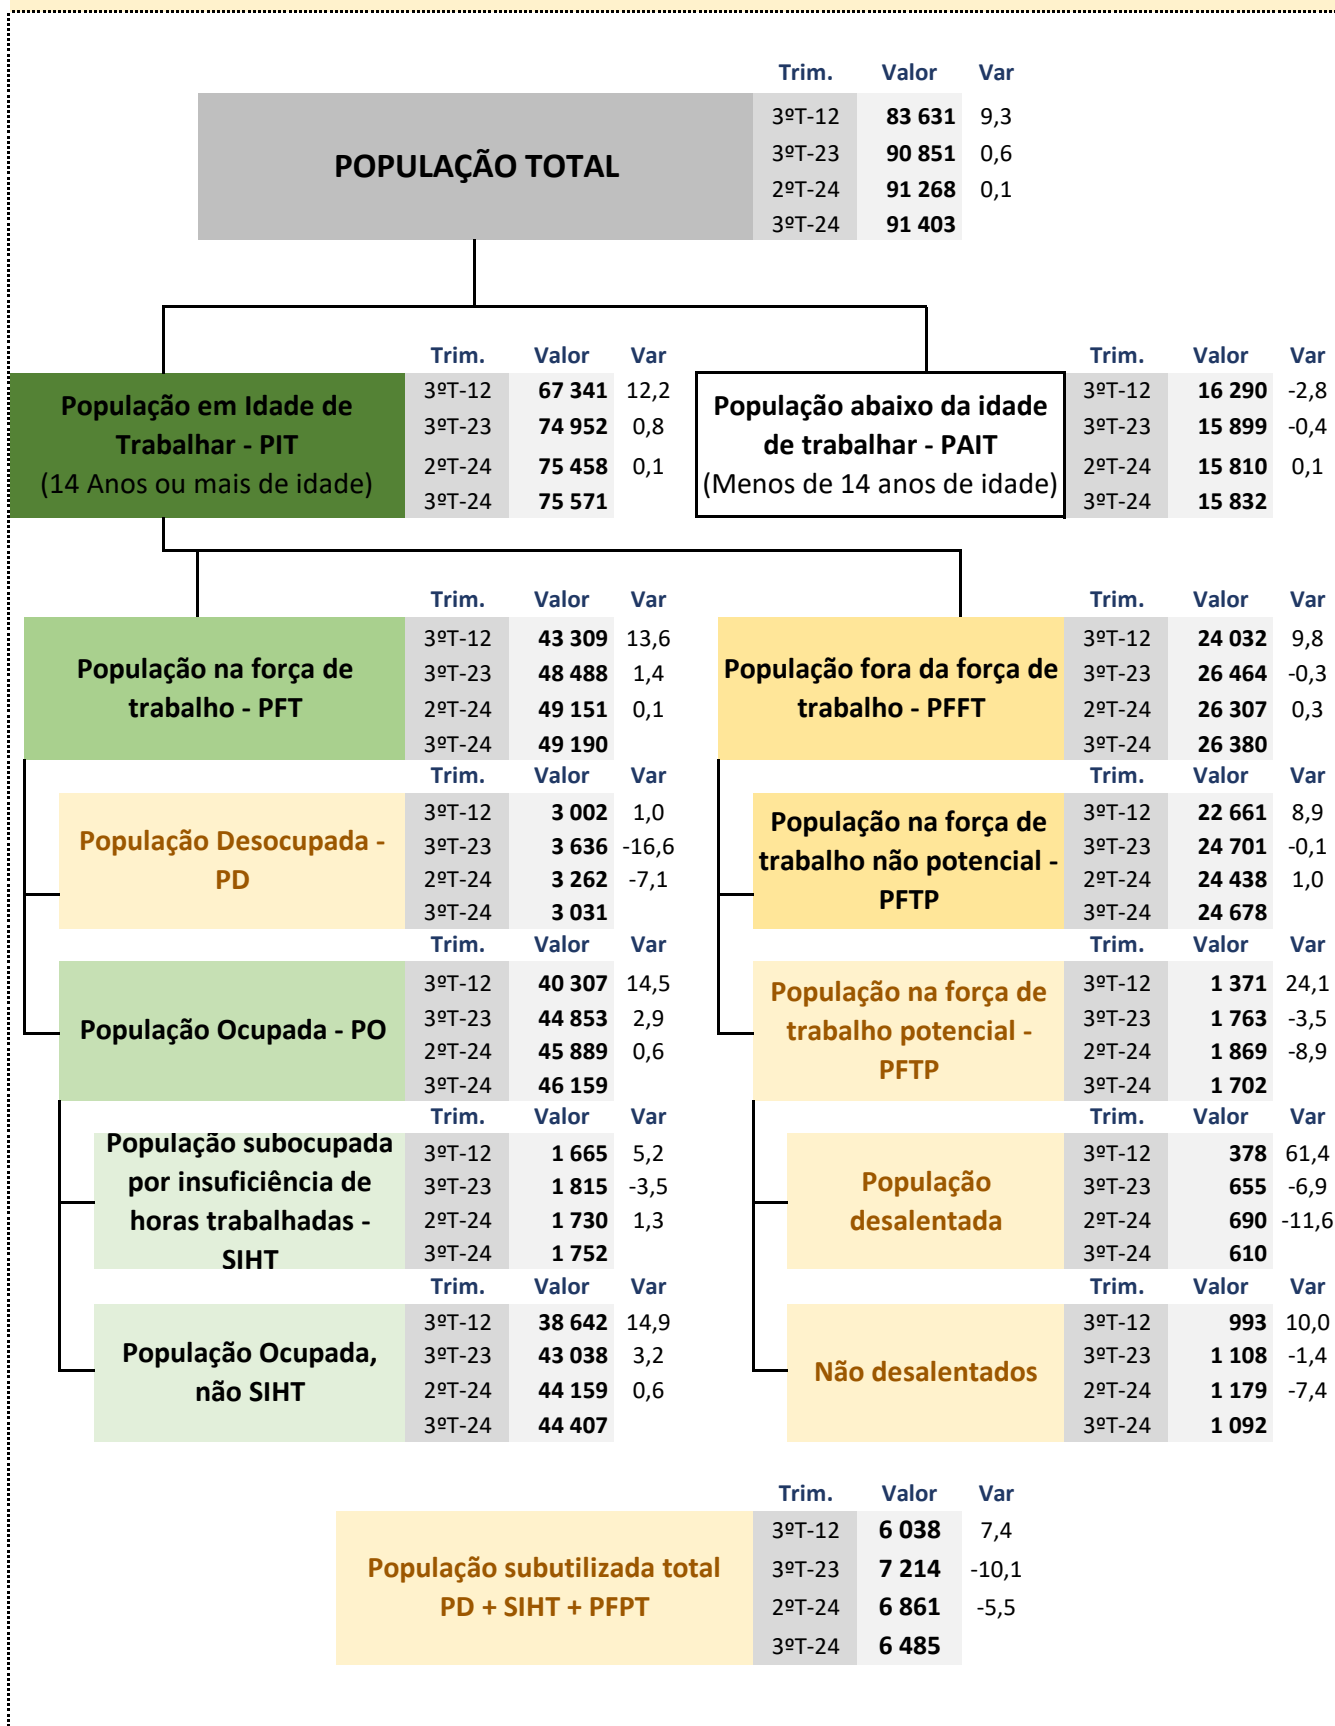 Trim. Valor Var
POPULAÇÃO TOTAL
3ºT-12 83 631 9,3
3ºT-23 90 851 0,6
2ºT-24 91 268 0,1
3ºT-24 91 403
Trim. Valor Var
População em Idade de
Trabalhar - PIT
(14 Anos ou mais de idade)
3ºT-12 67 341 12,2
3ºT-23 74 952 0,8
2ºT-24 75 458 0,1
3ºT-24 75 571
Trim. Valor Var
População abaixo da idade
de trabalhar - PAIT
(Menos de 14 anos de idade)
3ºT-12 16 290 -2,8
3ºT-23 15 899 -0,4
2ºT-24 15 810 0,1
3ºT-24 15 832
Trim. Valor Var
População na força de
trabalho - PFT
3ºT-12 43 309 13,6
3ºT-23 48 488 1,4
2ºT-24 49 151 0,1
3ºT-24 49 190
Trim. Valor Var
População fora da força de
trabalho - PFFT
3ºT-12 24 032 9,8
3ºT-23 26 464 -0,3
2ºT-24 26 307 0,3
3ºT-24 26 380
Trim. Valor Var
População Desocupada -
PD
3ºT-12 3 002 1,0
3ºT-23 3 636 -16,6
2ºT-24 3 262 -7,1
3ºT-24 3 031
Trim. Valor Var
População na força de
trabalho não potencial -
PFTP
3ºT-12 22 661 8,9
3ºT-23 24 701 -0,1
2ºT-24 24 438 1,0
3ºT-24 24 678
Trim. Valor Var
População Ocupada - PO
3ºT-12 40 307 14,5
3ºT-23 44 853 2,9
2ºT-24 45 889 0,6
3ºT-24 46 159
Trim. Valor Var
População na força de
trabalho potencial -
PFTP
3ºT-12 1 371 24,1
3ºT-23 1 763 -3,5
2ºT-24 1 869 -8,9
3ºT-24 1 702
Trim. Valor Var
População subocupada
por insuficiência de
horas trabalhadas -
SIHT
3ºT-12 1 665 5,2
3ºT-23 1 815 -3,5
2ºT-24 1 730 1,3
3ºT-24 1 752
Trim. Valor Var
População
desalentada
3ºT-12 378 61,4
3ºT-23 655 -6,9
2ºT-24 690 -11,6
3ºT-24 610
Trim. Valor Var
População Ocupada,
não SIHT
3ºT-12 38 642 14,9
3ºT-23 43 038 3,2
2ºT-24 44 159 0,6
3ºT-24 44 407
Trim. Valor Var
Não desalentados
3ºT-12 993 10,0
3ºT-23 1 108 -1,4
2ºT-24 1 179 -7,4
3ºT-24 1 092
Trim. Valor Var
População subutilizada total
PD + SIHT + PFPT
3ºT-12 6 038 7,4
3ºT-23 7 214 -10,1
2ºT-24 6 861 -5,5
3ºT-24 6 485